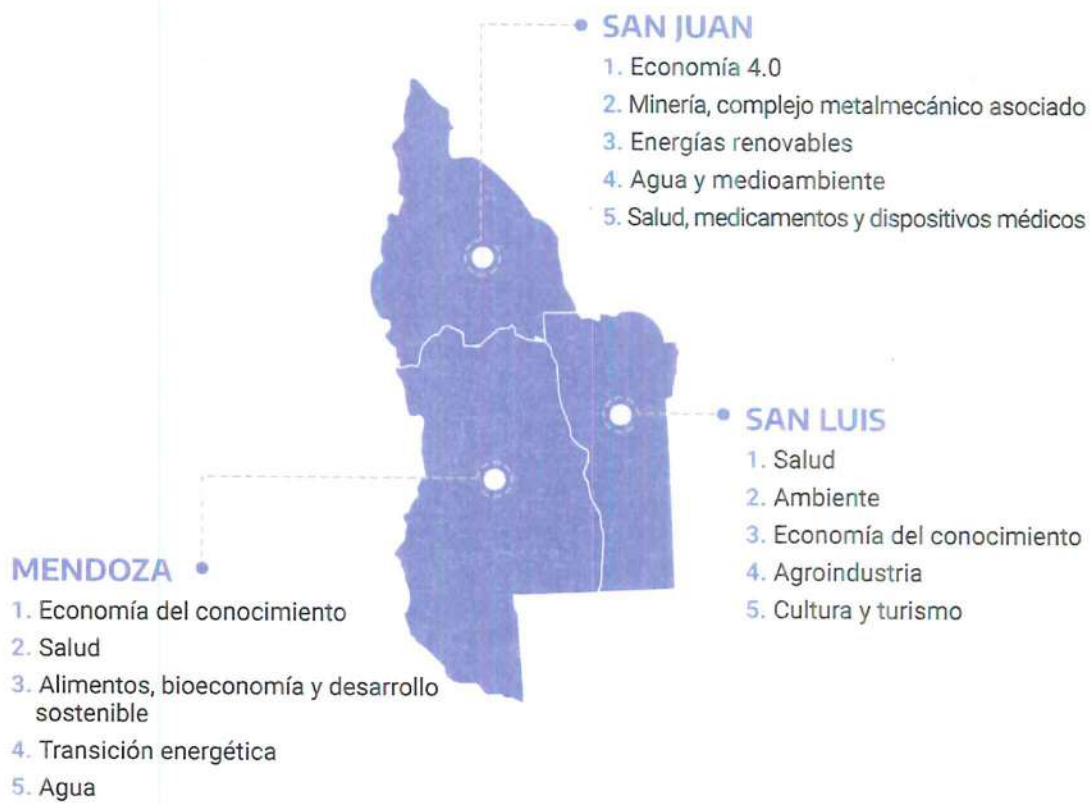 SAN JUAN
1. Economía 4.0
2. Minería, complejo metalmecánico asociado
3. Energías renovables
4. Agua y medioambiente
5. Salud, medicamentos y dispositivos médicos
SAN LUIS
1. Salud
2. Ambiente
3. Economía del conocimiento
4. Agroindustria
5. Cultura y turismo
MENDOZA
1. Economía del conocimiento
2. Salud
3. Alimentos, bioeconomía y desarrollo
sostenible
4. Transición energética
5. Agua